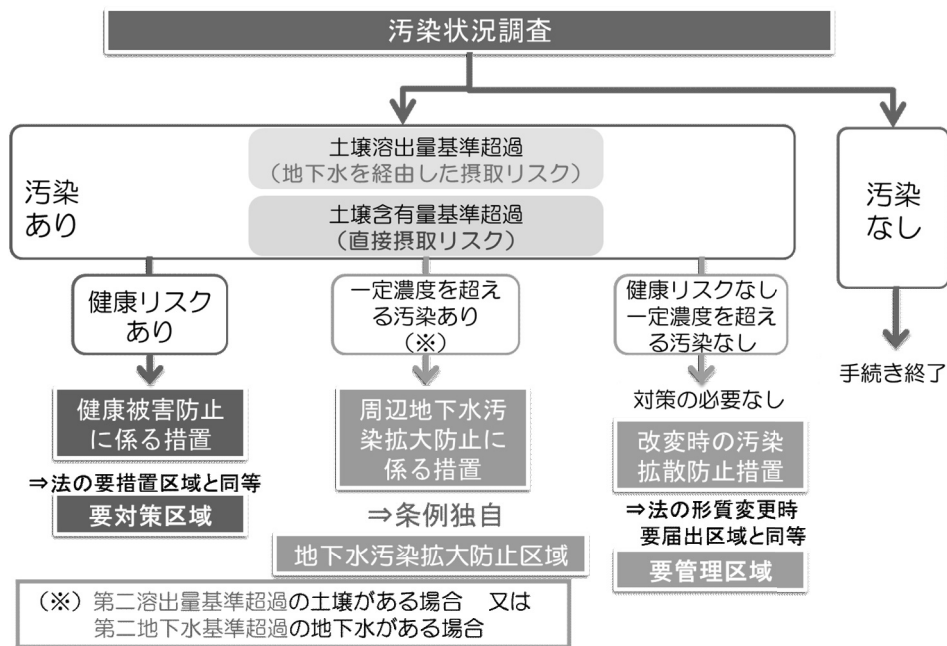 汚染状況調査
汚染
あり
土壌溶出量基準超過
（地下水を経由した摂取リスク）
土壌含有量基準超過
（直接摂取リスク）
汚染
なし
健康リスク
あり
一定濃度を超え
る汚染あり
（※）
健康リスクなし
一定濃度を超え
る汚染なし
手続き終了
健康被害防止
に係る措置
⇒法の要措置区域と同等
要対策区域
周辺地下水汚
染拡大防止に
係る措置
⇒条例独自
地下水汚染拡大防止区域
対策の必要なし
改変時の汚染
拡散防止措置
⇒法の形質変更時
要届出区域と同等
要管理区域
（※）第二溶出量基準超過の土壌がある場合　又は
第二地下水基準超過の地下水がある場合